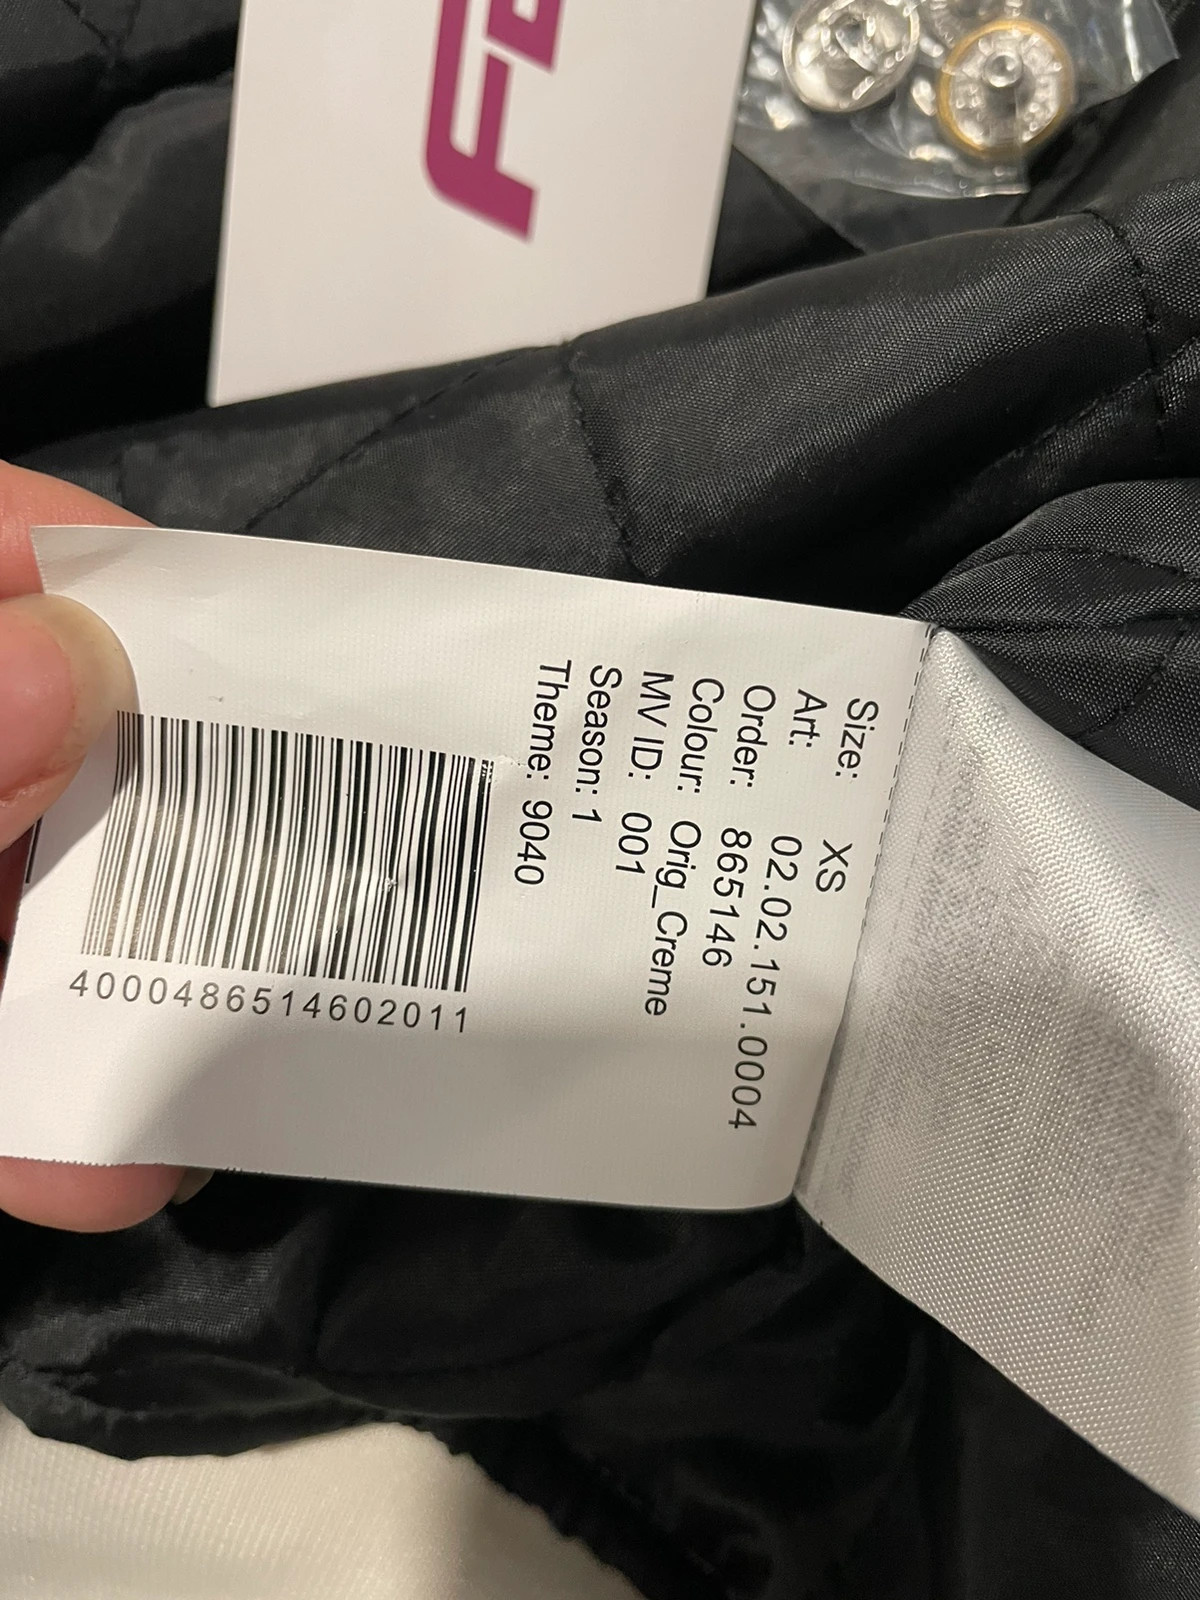 Size: XS
Art: 02.02.151.0004
Order: 865146
Colour: Orig_Creme
MV ID: 001
Season: 1
Theme: 9040
4000486514602011